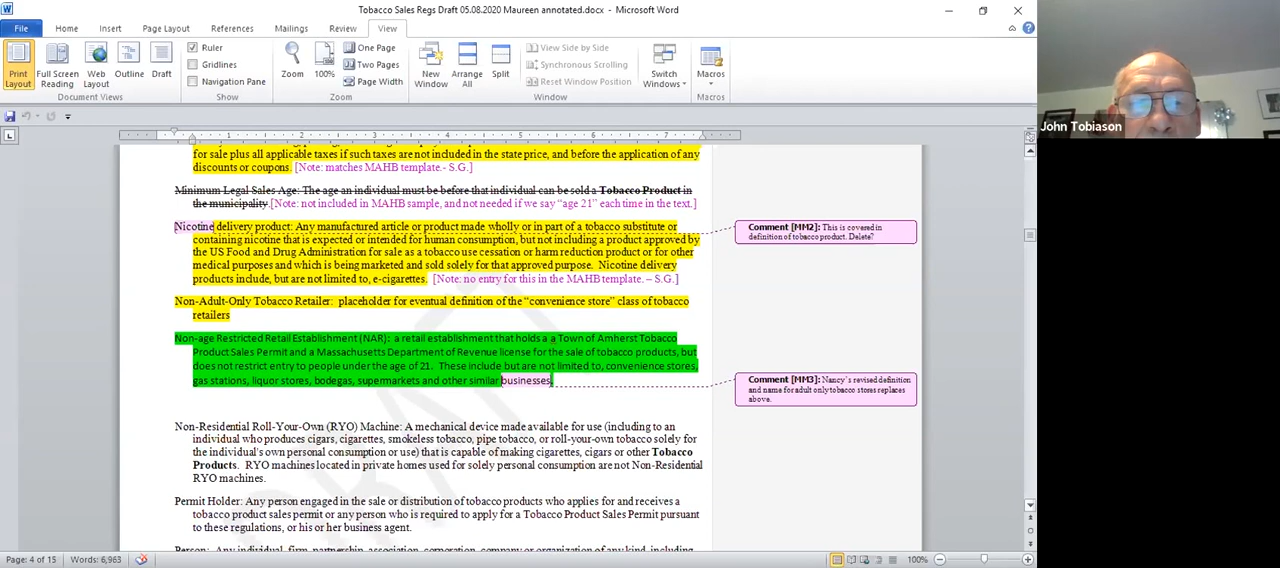 Tobacco Sales Regs Draft 05.08.2020 Maureen annotated.docx - Microsoft Word
File Home Insert Page Layout References Mailings Review View
Print Layout Full Screen Reading Web Layout Outline Draft
Document Views
Ruler
Gridlines
Navigation Pane
Show
Zoom 100% One Page
Two Pages
Page Width
Zoom
New Window Arrange All Split
View Side by Side
Synchronous Scrolling
Reset Window Position
Window
Switch Windows
Macros
Macros
John Tobiason
1 2 3 4 5 6 7
for sale plus all applicable taxes if such taxes are not included in the state price, and before the application of any
discounts or coupons. [Note: matches MAHB template.- S.G.]
Minimum Legal Sales Age: The age an individual must be before that individual can be sold a Tobacco Product in
the municipality.[Note: not included in MAHB sample, and not needed if we say “age 21” each time in the text.]
Nicotine delivery product: Any manufactured article or product made wholly or in part of a tobacco substitute or
containing nicotine that is expected or intended for human consumption, but not including a product approved by
the US Food and Drug Administration for sale as a tobacco use cessation or harm reduction product or for other
medical purposes and which is being marketed and sold solely for that approved purpose. Nicotine delivery
products include, but are not limited to, e-cigarettes. [Note: no entry for this in the MAHB template. – S.G.]
Comment [MM2]: This is covered in
definition of tobacco product. Delete?
Non-Adult-Only Tobacco Retailer: placeholder for eventual definition of the “convenience store” class of tobacco
retailers
Non-age Restricted Retail Establishment (NAR): a retail establishment that holds a a Town of Amherst Tobacco
Product Sales Permit and a Massachusetts Department of Revenue license for the sale of tobacco products, but
does not restrict entry to people under the age of 21. These include but are not limited to, convenience stores,
gas stations, liquor stores, bodegas, supermarkets and other similar businesses.
Comment [MM3]: Nancy's revised definition
and name for adult only tobacco stores replaces
above.
Non-Residential Roll-Your-Own (RYO) Machine: A mechanical device made available for use (including to an
individual who produces cigars, cigarettes, smokeless tobacco, pipe tobacco, or roll-your-own tobacco solely for
the individual's own personal consumption or use) that is capable of making cigarettes, cigars or other Tobacco
Products. RYO machines located in private homes used for solely personal consumption are not Non-Residential
RYO machines.
Permit Holder: Any person engaged in the sale or distribution of tobacco products who applies for and receives a
tobacco product sales permit or any person who is required to apply for a Tobacco Product Sales Permit pursuant
to these regulations, or his or her business agent.
Person: Any individual, firm, partnership, association, corporation, company or organization of any kind, including
Page: 4 of 15 Words: 6,963 100%